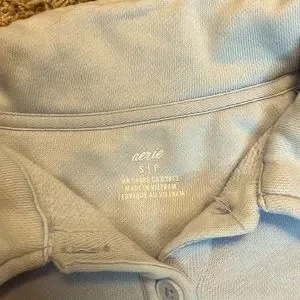 aerie
S | P
MADE IN VIETNAM
FABRIQUÉ AU VIETNAM